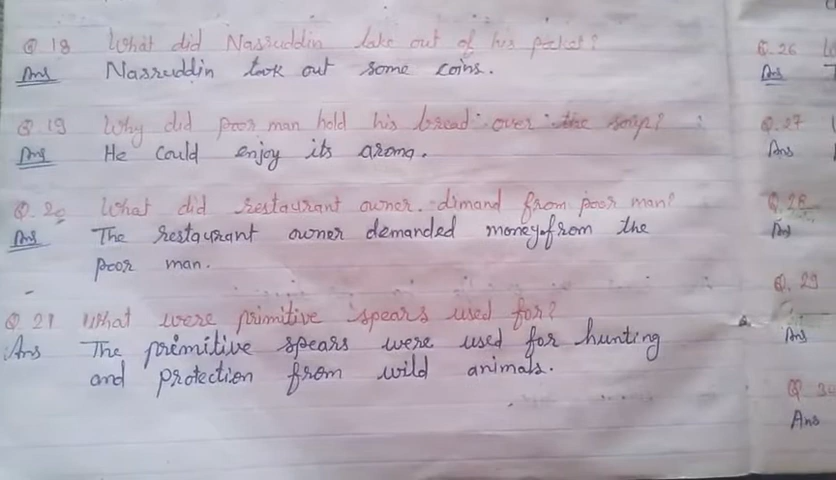 Q 18 What did Nasruddin take out of his pocket?
Ans Nasruddin took out some coins.
Q 19 Why did poor man hold his bread over the soup?
Ans He could enjoy its aroma.
Q. 20 What did restaurant owner dimand from poor man?
Ans The restaurant owner demanded money from the
poor man.
Q 21 What were primitive spears used for?
Ans The primitive spears were used for hunting
and protection from wild animals.
Q. 26
Ans
Q. 27
Ans
Q. 28
Ans
Q. 29
Ans
Q 30
Ans